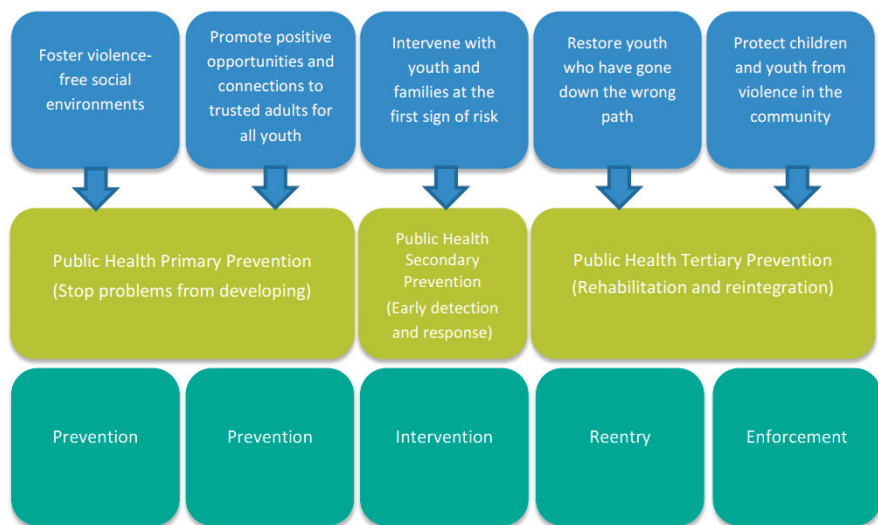 Foster violence-
free social
environments
Promote positive
opportunities and
connections to
trusted adults for
all youth
Intervene with
youth and
families at the
first sign of risk
Restore youth
who have gone
down the wrong
path
Protect children
and youth from
violence in the
community
Public Health Primary Prevention
(Stop problems from developing)
Public Health
Secondary
Prevention
(Early detection
and response)
Public Health Tertiary Prevention
(Rehabilitation and reintegration)
Prevention
Prevention
Intervention
Reentry
Enforcement